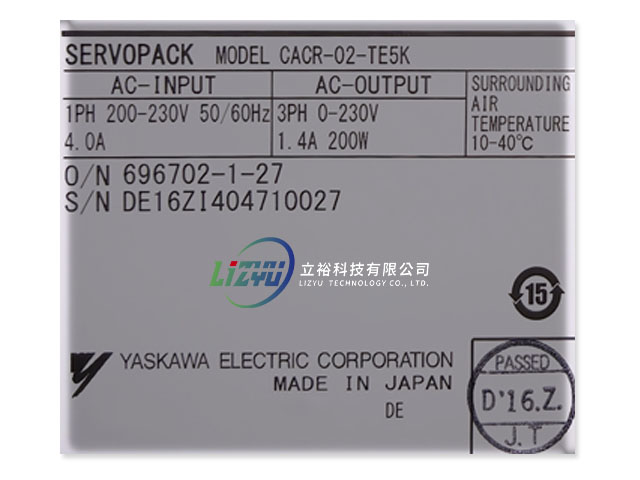 SERVOPACK MODEL CACR-02-TE5K
AC-INPUT AC-OUTPUT SURROUNDING
AIR
TEMPERATURE
10-40℃
1PH 200-230V 50/60Hz 3PH 0-230V
4.0A 1.4A 200W
O/N 696702-1-27
S/N DE16ZI404710027
LIZYU 立裕科技有限公司
LIZYU TECHNOLOGY CO., LTD.
15
YASKAWA ELECTRIC CORPORATION
MADE IN JAPAN
DE
PASSED
D'16.Z.
J.T